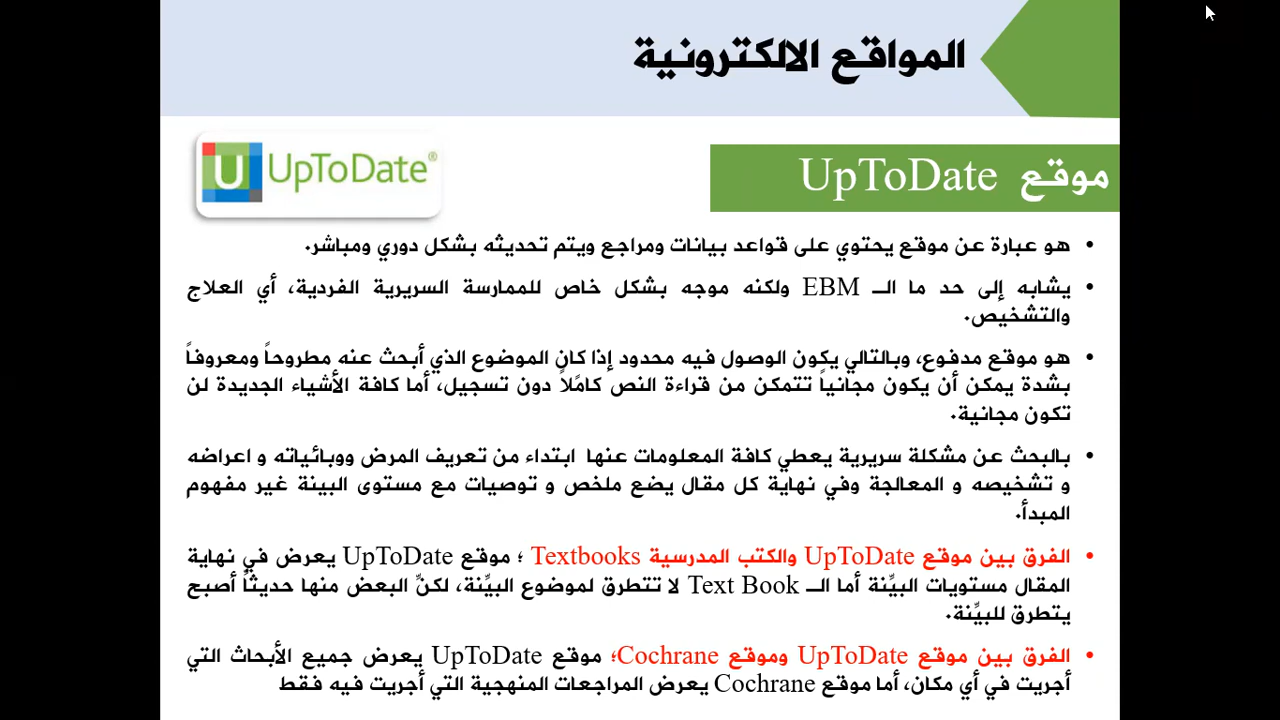 المواقع الالكترونية
موقع UpToDate
UpToDate®
هو عبارة عن موقع يحتوي على قواعد بيانات ومراجع ويتم تحديثه بشكل دوري ومباشر.
يشابه إلى حد ما الـ EBM ولكنه موجه بشكل خاص للممارسة السريرية الفردية، أي العلاج
والتشخيص.
هو موقع مدفوع، وبالتالي يكون الوصول فيه محدود إذا كان الموضوع الذي أبحث عنه مطروحاً ومعروفاً
بشدة يمكن أن يكون مجانياً تتمكن من قراءة النص كاملاً دون تسجيل، أما كافة الأشياء الجديدة لن
تكون مجانية.
بالبحث عن مشكلة سريرية يعطي كافة المعلومات عنها ابتداء من تعريف المرض ووبائياته و اعراضه
و تشخيصه و المعالجة وفي نهاية كل مقال يضع ملخص و توصيات مع مستوى البينة غير مفهوم
المبدأ.
الفرق بين موقع UpToDate والكتب المدرسية Textbooks ؛ موقع UpToDate يعرض في نهاية
المقال مستويات البيِّنة أما الـ Text Book لا تتطرق لموضوع البيِّنة، لكنَّ البعض منها حديثاً أصبح
يتطرق للبيِّنة.
الفرق بين موقع UpToDate وموقع Cochrane؛ موقع UpToDate يعرض جميع الأبحاث التي
أجريت في أي مكان، أما موقع Cochrane يعرض المراجعات المنهجية التي أجريت فيه فقط